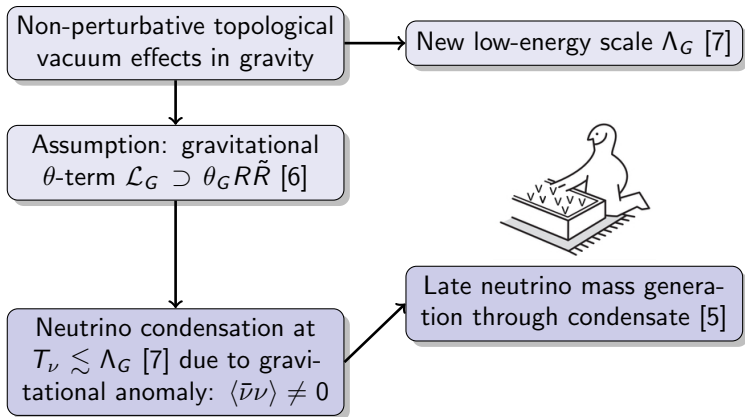 Non-perturbative topological
vacuum effects in gravity
New low-energy scale Λ_G [7]
Assumption: gravitational
θ-term ℒ_G ⊃ θ_G RR̃ [6]
Neutrino condensation at
T_ν ≲ Λ_G [7] due to gravi-
tational anomaly: ⟨ν̄ν⟩ ≠ 0
Late neutrino mass genera-
tion through condensate [5]